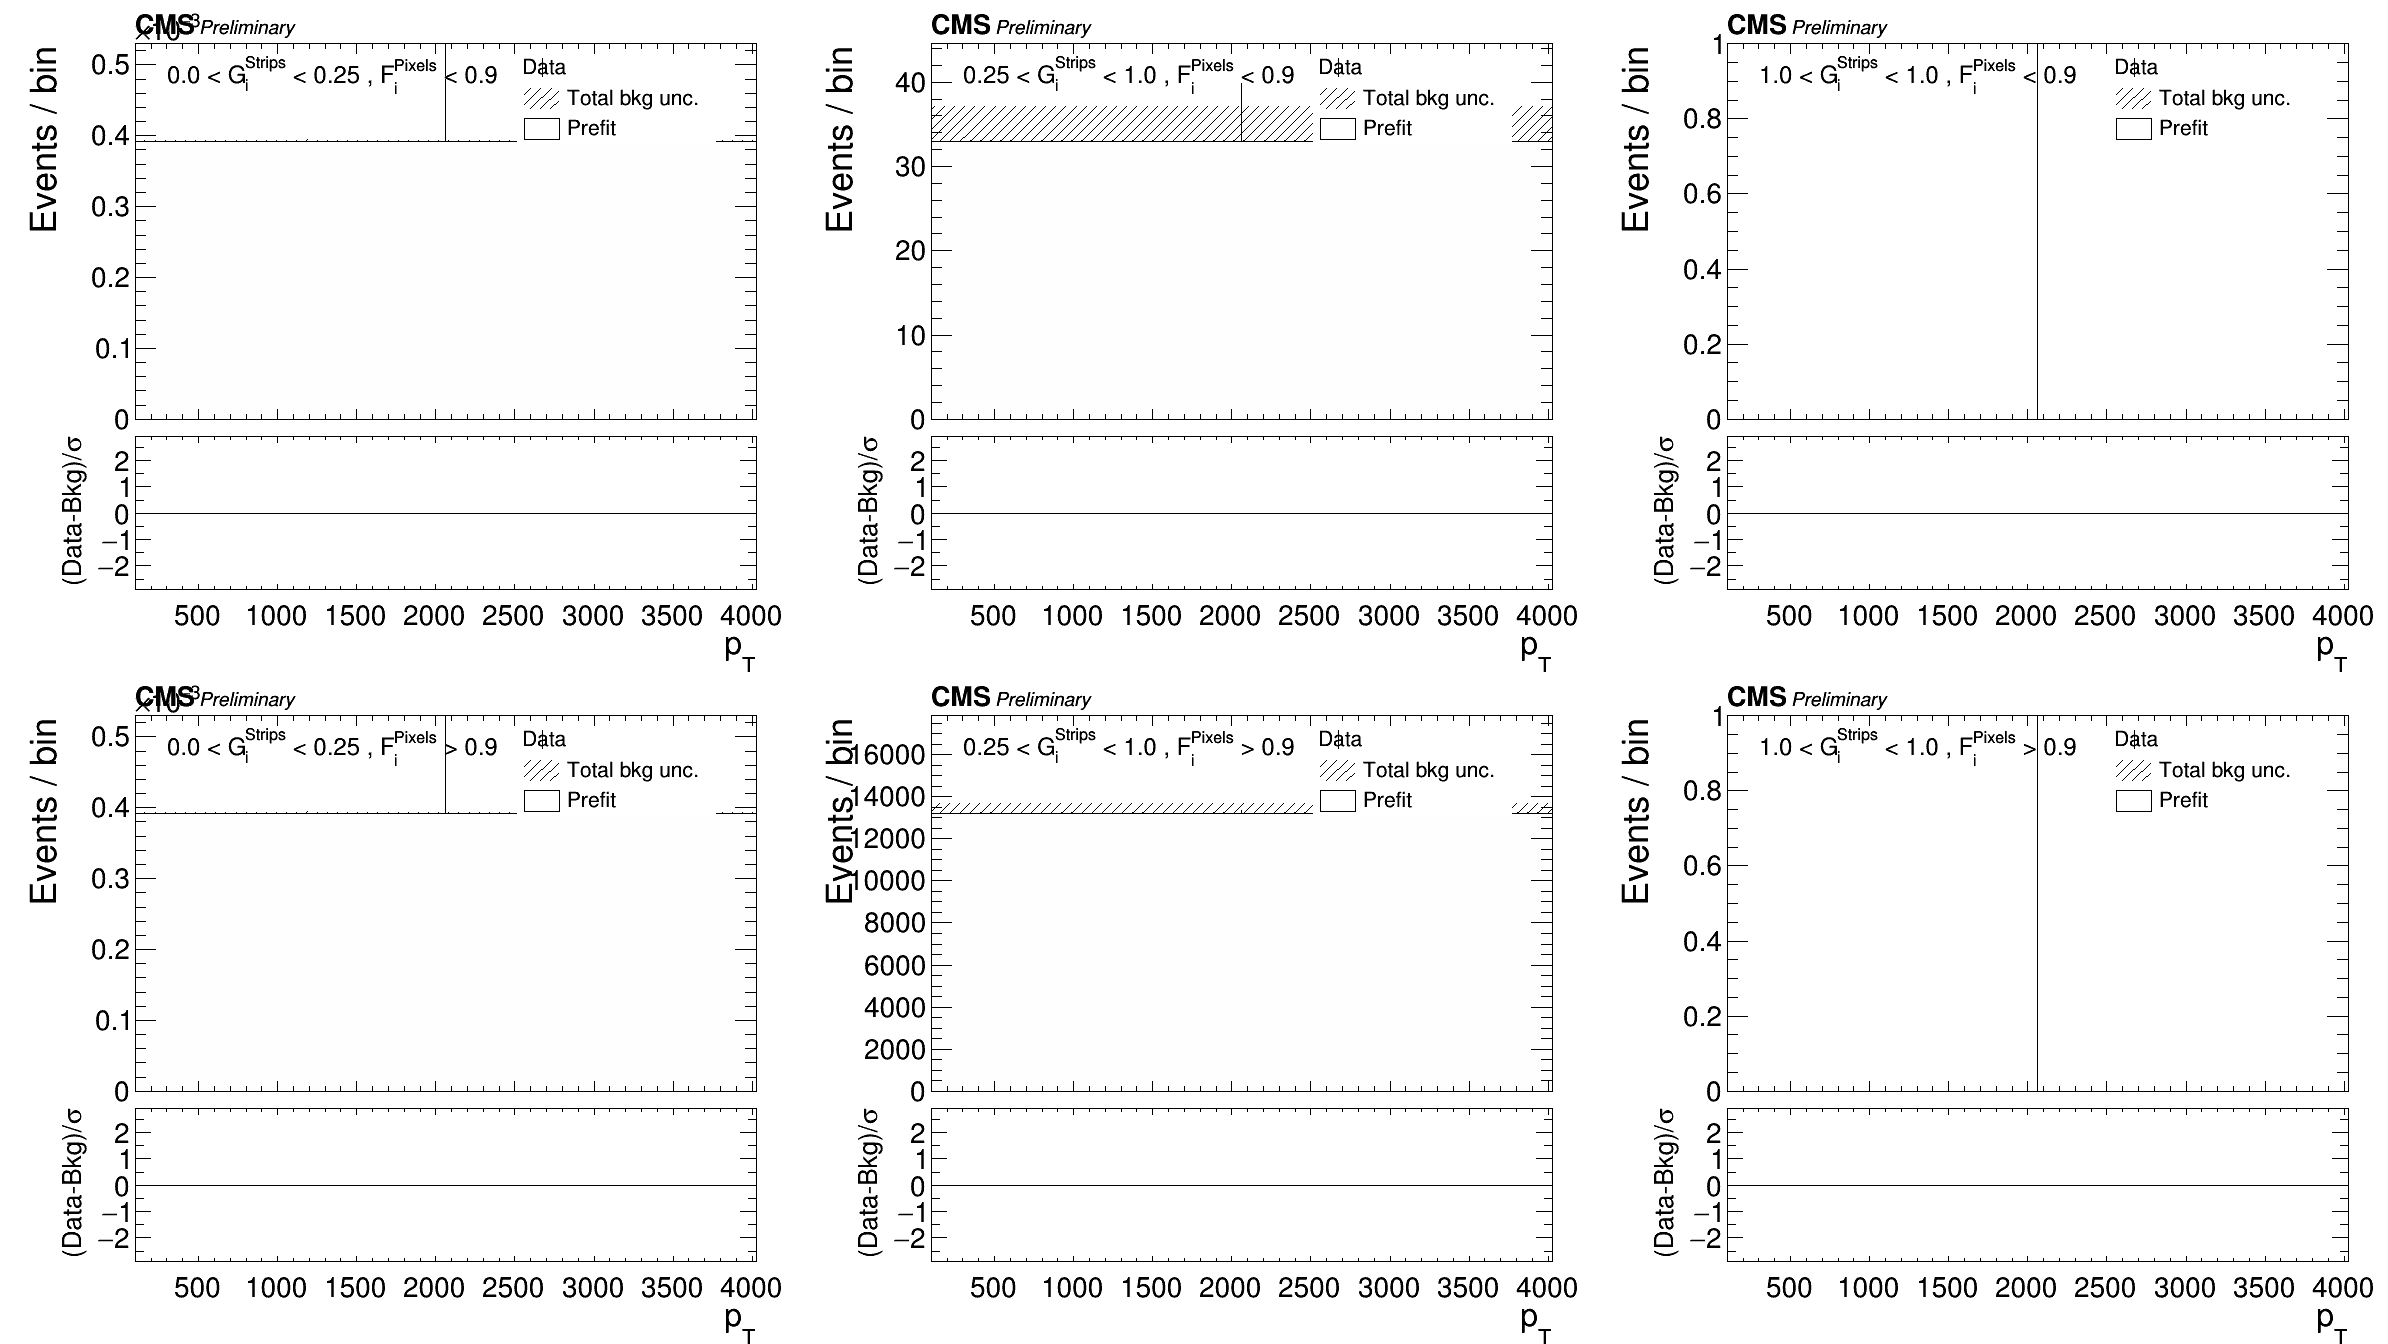 CMS Preliminary
×10⁻³
Events / bin
0.0 < G_i^Strips < 0.25 , F_i^Pixels < 0.9
Data
Total bkg unc.
Prefit
0.5
0.4
0.3
0.2
0.1
0
(Data-Bkg)/σ
2
1
0
−1
−2
500 1000 1500 2000 2500 3000 3500 4000
p_T
CMS Preliminary
Events / bin
0.25 < G_i^Strips < 1.0 , F_i^Pixels < 0.9
Data
Total bkg unc.
Prefit
40
30
20
10
0
(Data-Bkg)/σ
2
1
0
−1
−2
500 1000 1500 2000 2500 3000 3500 4000
p_T
CMS Preliminary
Events / bin
1.0 < G_i^Strips < 1.0 , F_i^Pixels < 0.9
Data
Total bkg unc.
Prefit
1
0.8
0.6
0.4
0.2
0
(Data-Bkg)/σ
2
1
0
−1
−2
500 1000 1500 2000 2500 3000 3500 4000
p_T
CMS Preliminary
×10⁻³
Events / bin
0.0 < G_i^Strips < 0.25 , F_i^Pixels > 0.9
Data
Total bkg unc.
Prefit
0.5
0.4
0.3
0.2
0.1
0
(Data-Bkg)/σ
2
1
0
−1
−2
500 1000 1500 2000 2500 3000 3500 4000
p_T
CMS Preliminary
Events / bin
0.25 < G_i^Strips < 1.0 , F_i^Pixels > 0.9
Data
Total bkg unc.
Prefit
16000
14000
12000
10000
8000
6000
4000
2000
0
(Data-Bkg)/σ
2
1
0
−1
−2
500 1000 1500 2000 2500 3000 3500 4000
p_T
CMS Preliminary
Events / bin
1.0 < G_i^Strips < 1.0 , F_i^Pixels > 0.9
Data
Total bkg unc.
Prefit
1
0.8
0.6
0.4
0.2
0
(Data-Bkg)/σ
2
1
0
−1
−2
500 1000 1500 2000 2500 3000 3500 4000
p_T